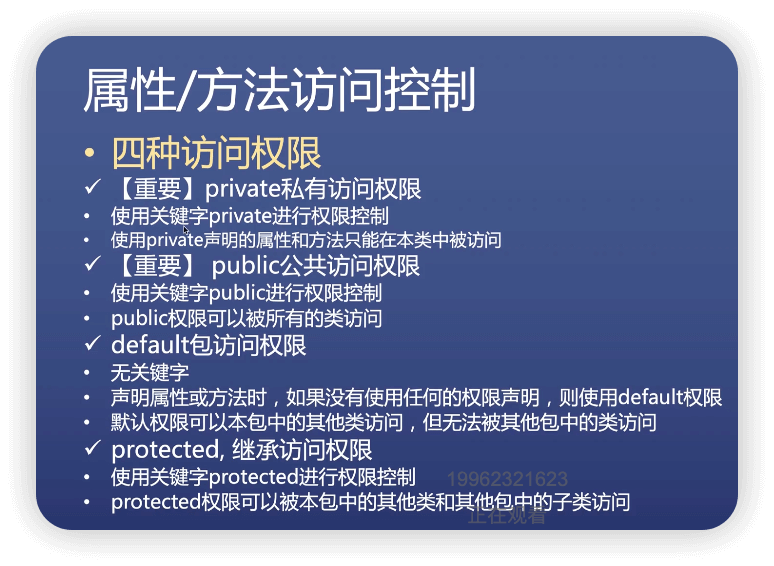 属性/方法访问控制
• 四种访问权限
✓ 【重要】private私有访问权限
• 使用关键字private进行权限控制
• 使用private声明的属性和方法只能在本类中被访问
✓ 【重要】 public公共访问权限
• 使用关键字public进行权限控制
• public权限可以被所有的类访问
✓ default包访问权限
• 无关键字
• 声明属性或方法时，如果没有使用任何的权限声明，则使用default权限
• 默认权限可以本包中的其他类访问，但无法被其他包中的类访问
✓ protected, 继承访问权限
• 使用关键字protected进行权限控制
19962321623
• protected权限可以被本包中的其他类和其他包中的子类访问
正在观看